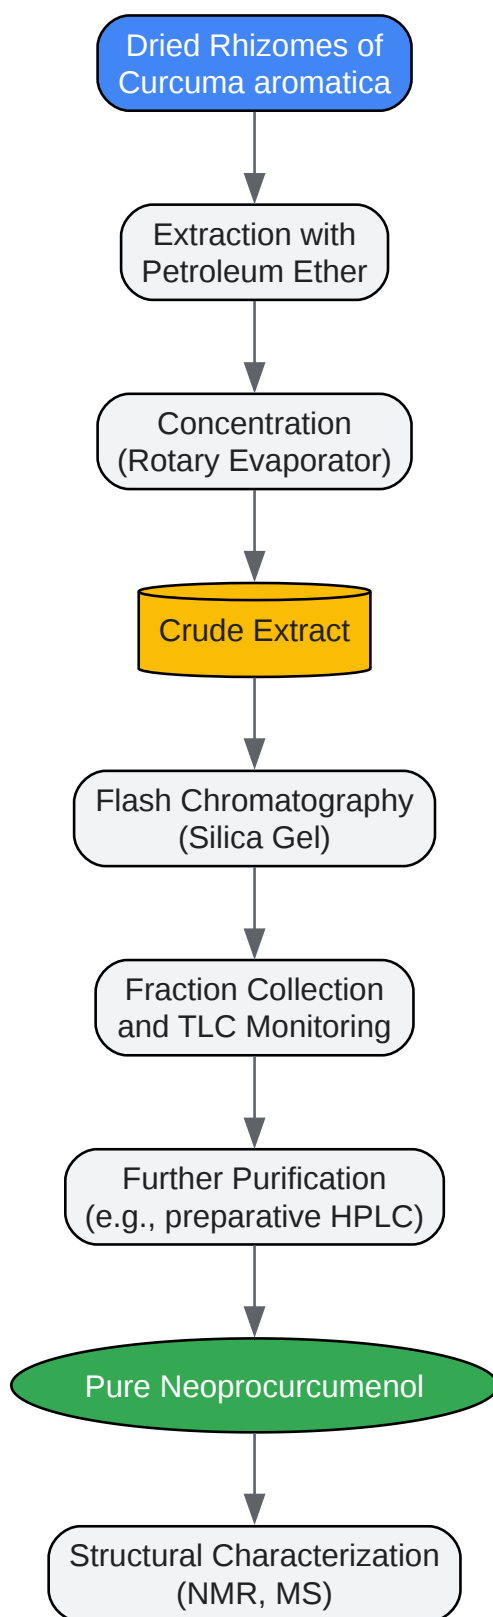 Dried Rhizomes of
Curcuma aromatica
Extraction with
Petroleum Ether
Concentration
(Rotary Evaporator)
Crude Extract
Flash Chromatography
(Silica Gel)
Fraction Collection
and TLC Monitoring
Further Purification
(e.g., preparative HPLC)
Pure Neoprocurcumenol
Structural Characterization
(NMR, MS)